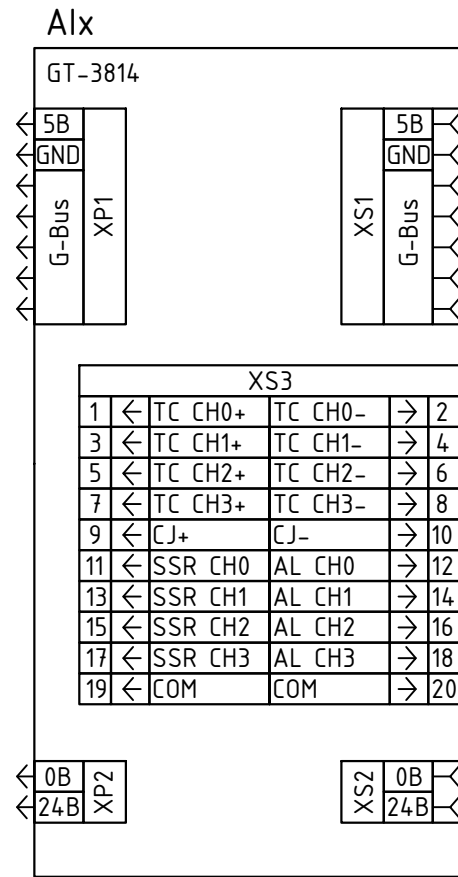 AIx
GT-3814
5В 5В
GND GND
G-Bus XP1 XS1 G-Bus
XS3
1 TC CH0+ TC CH0- 2
3 TC CH1+ TC CH1- 4
5 TC CH2+ TC CH2- 6
7 TC CH3+ TC CH3- 8
9 CJ+ CJ- 10
11 SSR CH0 AL CH0 12
13 SSR CH1 AL CH1 14
15 SSR CH2 AL CH2 16
17 SSR CH3 AL CH3 18
19 COM COM 20
0В XP2 XS2 0В
24В 24В